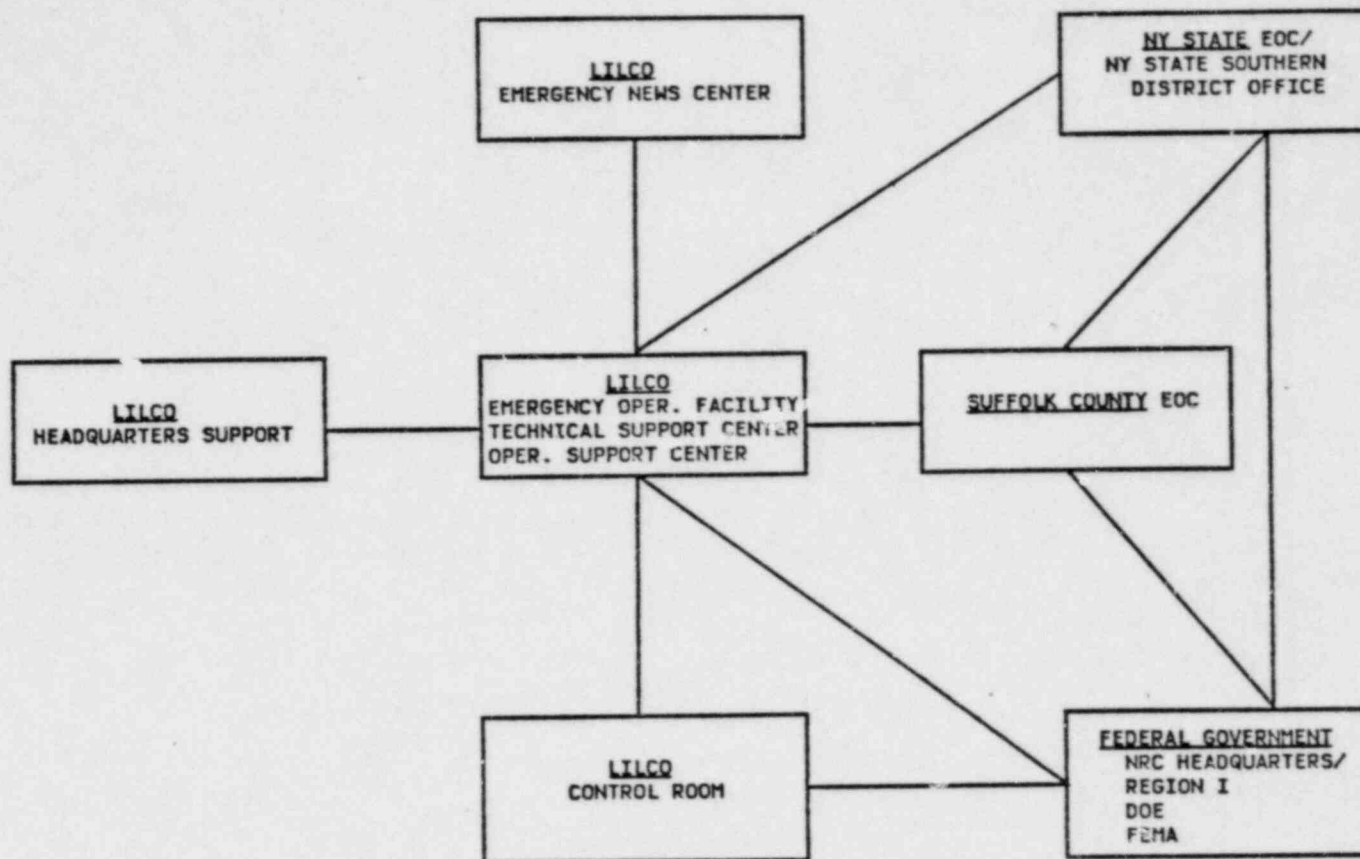 LILCO
EMERGENCY NEWS CENTER
NY STATE EOC/
NY STATE SOUTHERN
DISTRICT OFFICE
LILCO
HEADQUARTERS SUPPORT
LILCO
EMERGENCY OPER. FACILITY
TECHNICAL SUPPORT CENTER
OPER. SUPPORT CENTER
SUFFOLK COUNTY EOC
LILCO
CONTROL ROOM
FEDERAL GOVERNMENT
NRC HEADQUARTERS/
REGION I
DOE
FEMA